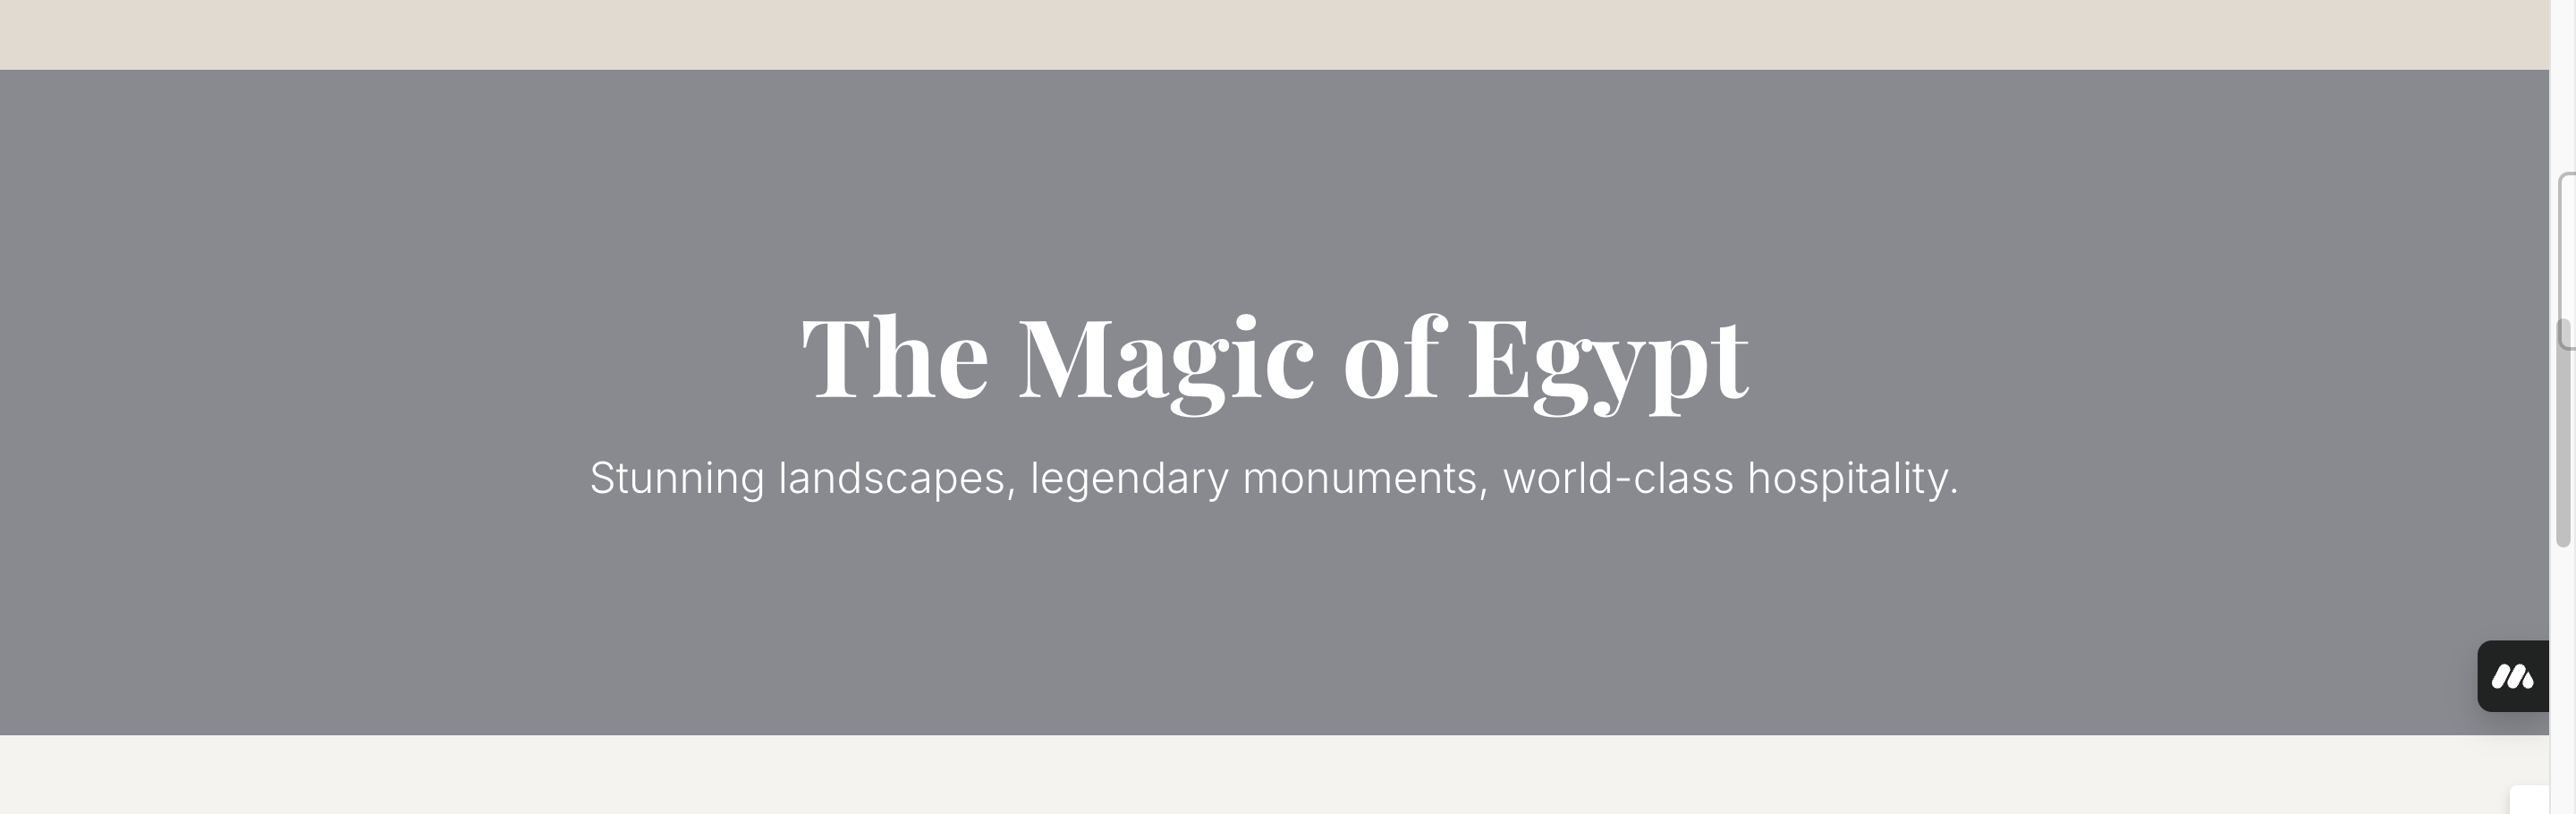 The Magic of Egypt
Stunning landscapes, legendary monuments, world-class hospitality.